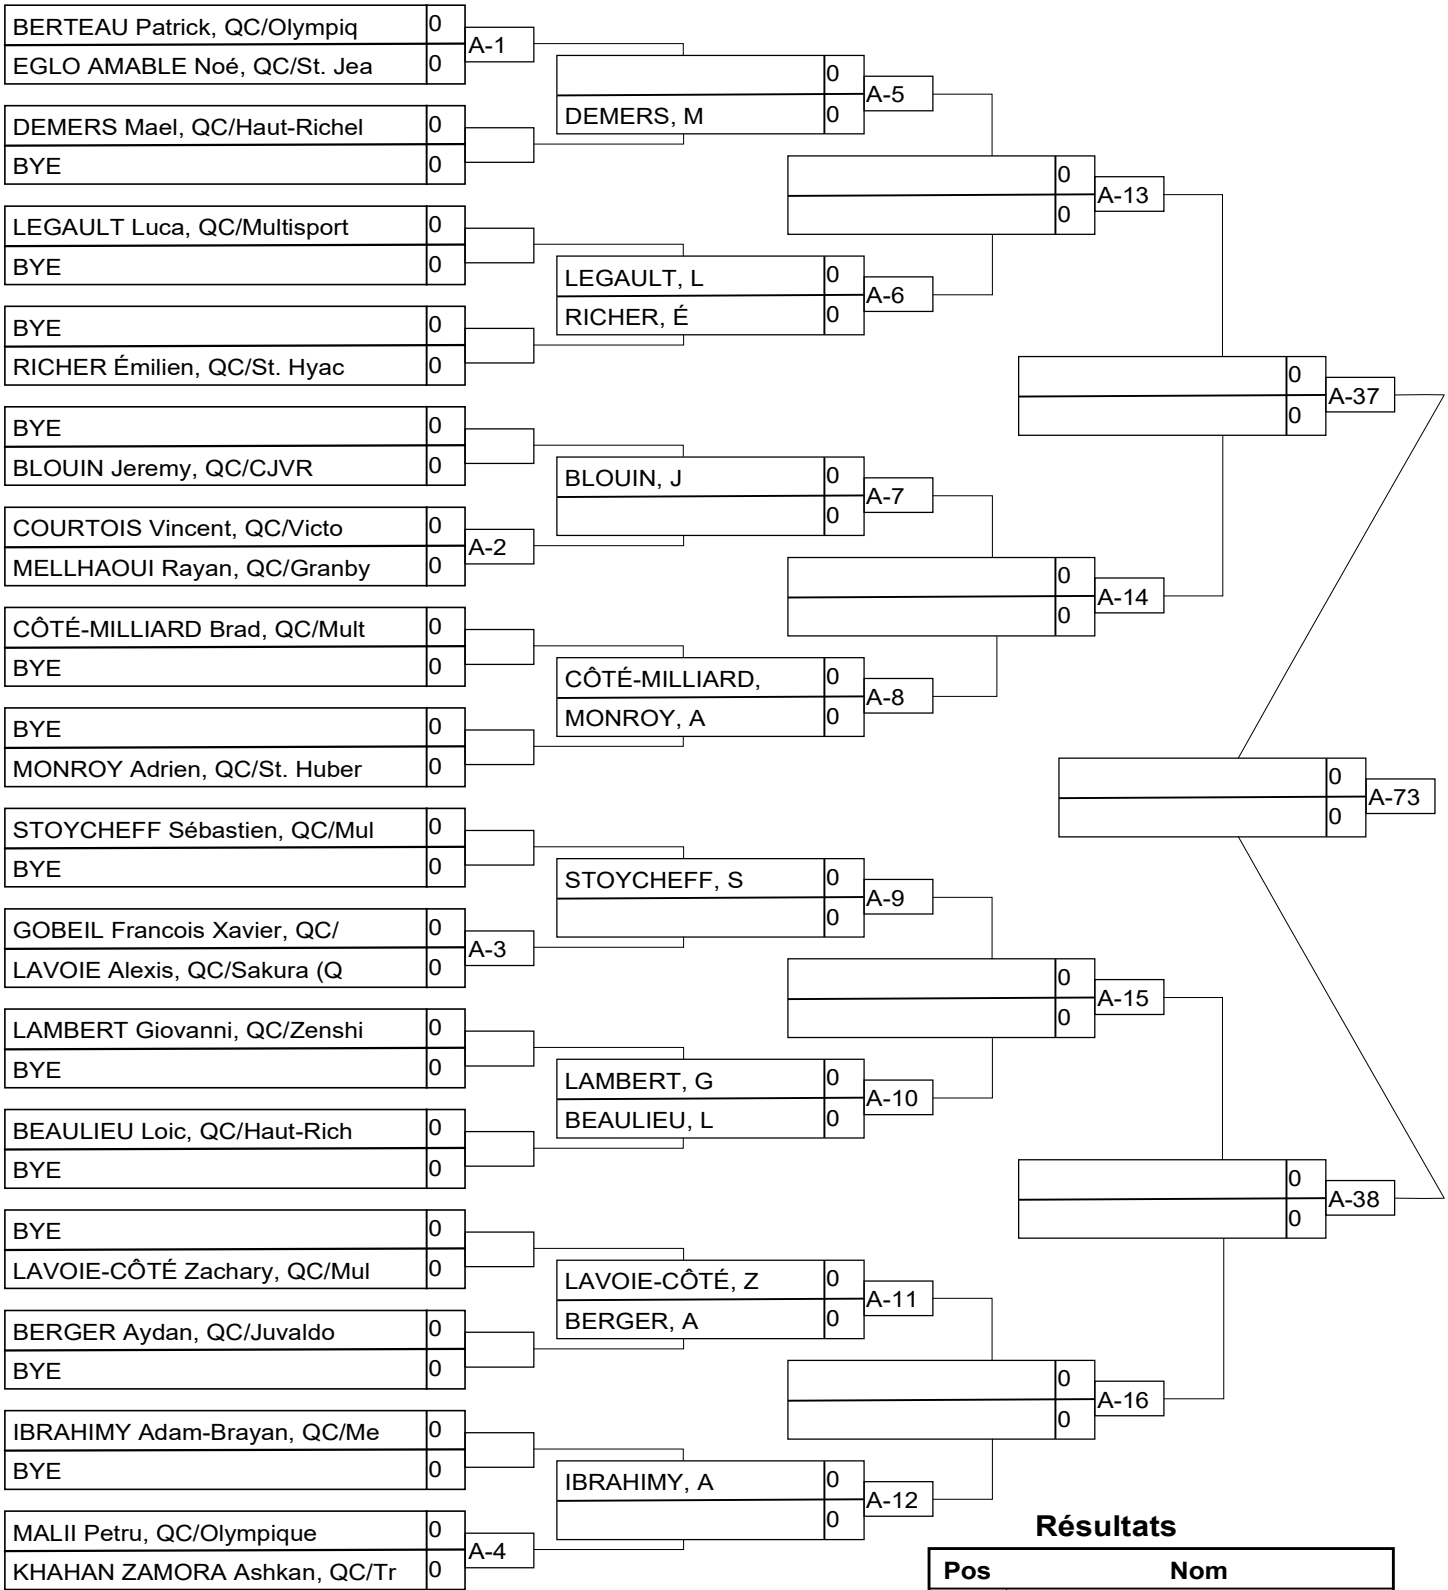 BERTEAU Patrick, QC/Olympiq 0
A-1
EGLO AMABLE Noé, QC/St. Jea 0
DEMERS Mael, QC/Haut-Richel 0
BYE 0
LEGAULT Luca, QC/Multisport 0
BYE 0
BYE 0
RICHER Émilien, QC/St. Hyac 0
BYE 0
BLOUIN Jeremy, QC/CJVR 0
COURTOIS Vincent, QC/Victo 0
A-2
MELLHAOUI Rayan, QC/Granby 0
CÔTÉ-MILLIARD Brad, QC/Mult 0
BYE 0
BYE 0
MONROY Adrien, QC/St. Huber 0
STOYCHEFF Sébastien, QC/Mul 0
BYE 0
GOBEIL Francois Xavier, QC/ 0
A-3
LAVOIE Alexis, QC/Sakura (Q 0
LAMBERT Giovanni, QC/Zenshi 0
BYE 0
BEAULIEU Loic, QC/Haut-Rich 0
BYE 0
BYE 0
LAVOIE-CÔTÉ Zachary, QC/Mul 0
BERGER Aydan, QC/Juvaldo 0
BYE 0
IBRAHIMY Adam-Brayan, QC/Me 0
BYE 0
MALII Petru, QC/Olympique 0
A-4
KHAHAN ZAMORA Ashkan, QC/Tr 0
0
A-5
DEMERS, M 0
LEGAULT, L 0
A-6
RICHER, É 0
BLOUIN, J 0
A-7
0
CÔTÉ-MILLIARD, 0
A-8
MONROY, A 0
STOYCHEFF, S 0
A-9
0
LAMBERT, G 0
A-10
BEAULIEU, L 0
LAVOIE-CÔTÉ, Z 0
A-11
BERGER, A 0
IBRAHIMY, A 0
A-12
0
0
A-13
0
0
A-14
0
0
A-15
0
0
A-16
0
0
A-37
0
0
A-38
0
0
A-73
0
Résultats
Pos Nom